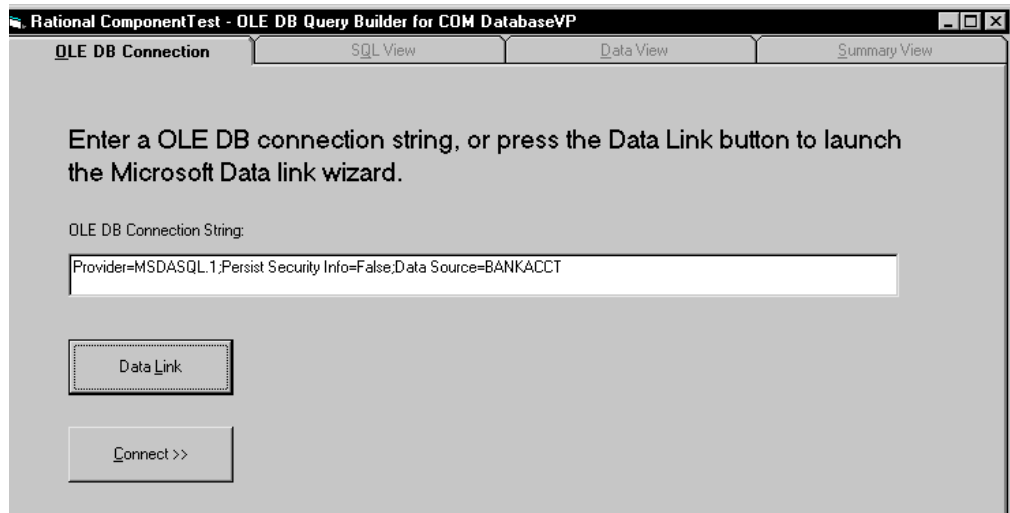 Rational ComponentTest - OLE DB Query Builder for COM DatabaseVP
OLE DB Connection SQL View Data View Summary View
Enter a OLE DB connection string, or press the Data Link button to launch
the Microsoft Data link wizard.
OLE DB Connection String:
Provider=MSDASQL.1;Persist Security Info=False;Data Source=BANKACCT
Data Link
Connect >>